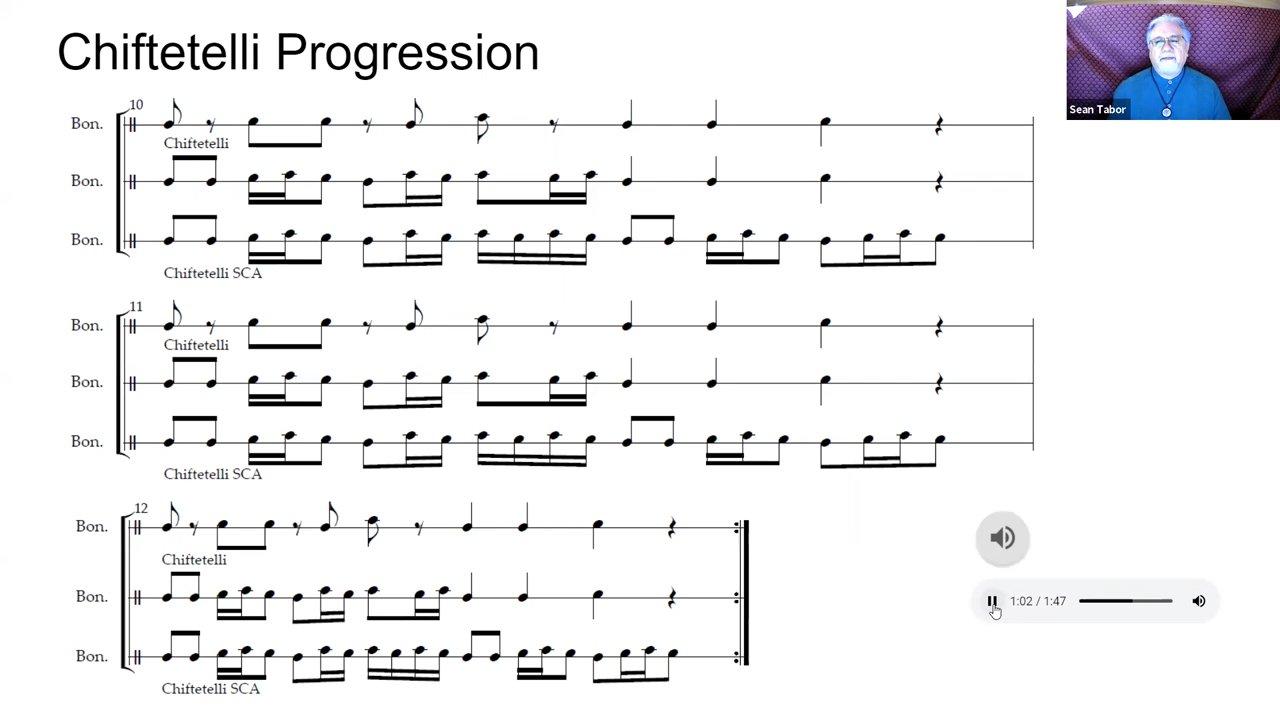 Chiftetelli Progression
Sean Tabor
10
Bon.
Chiftetelli
Bon.
Bon.
Chiftetelli SCA
11
Bon.
Chiftetelli
Bon.
Bon.
Chiftetelli SCA
12
Bon.
Chiftetelli
Bon.
1:02 / 1:47
Bon.
Chiftetelli SCA